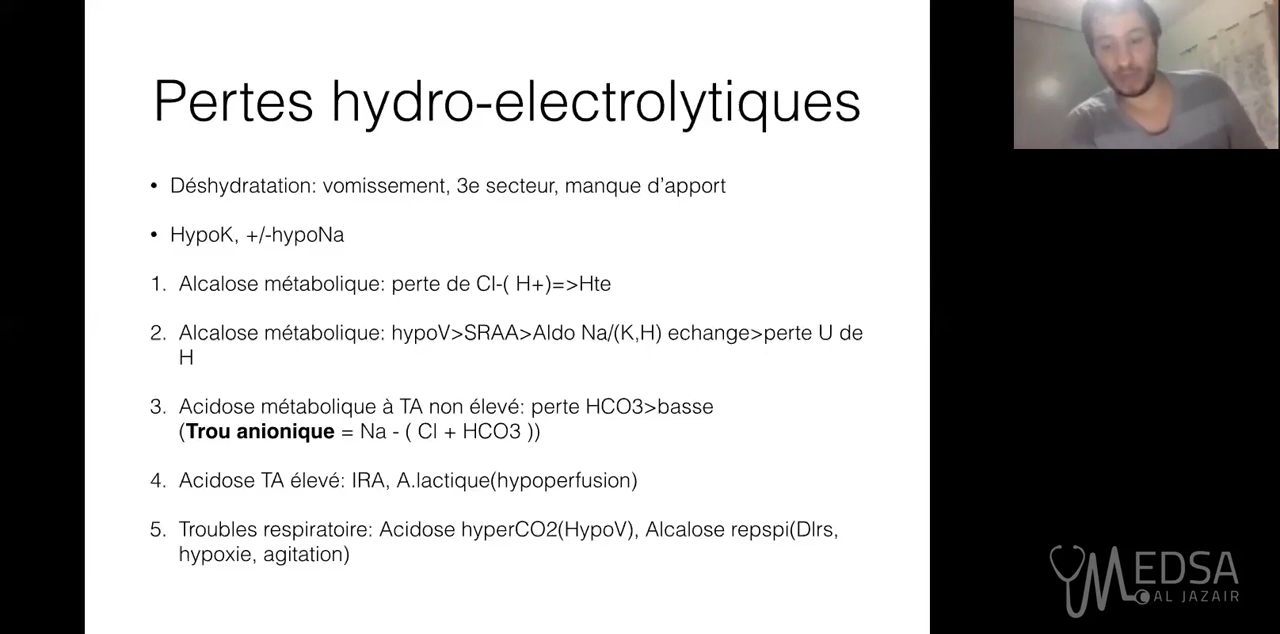 Pertes hydro-electrolytiques
• Déshydratation: vomissement, 3e secteur, manque d'apport
• HypoK, +/-hypoNa
1. Alcalose métabolique: perte de Cl-( H+)=>Hte
2. Alcalose métabolique: hypoV>SRAA>Aldo Na/(K,H) echange>perte U de
H
3. Acidose métabolique à TA non élevé: perte HCO3>basse
(Trou anionique = Na - ( Cl + HCO3 ))
4. Acidose TA élevé: IRA, A.lactique(hypoperfusion)
5. Troubles respiratoire: Acidose hyperCO2(HypoV), Alcalose repspi(Dlrs,
hypoxie, agitation)
MEDSA
AL JAZAIR